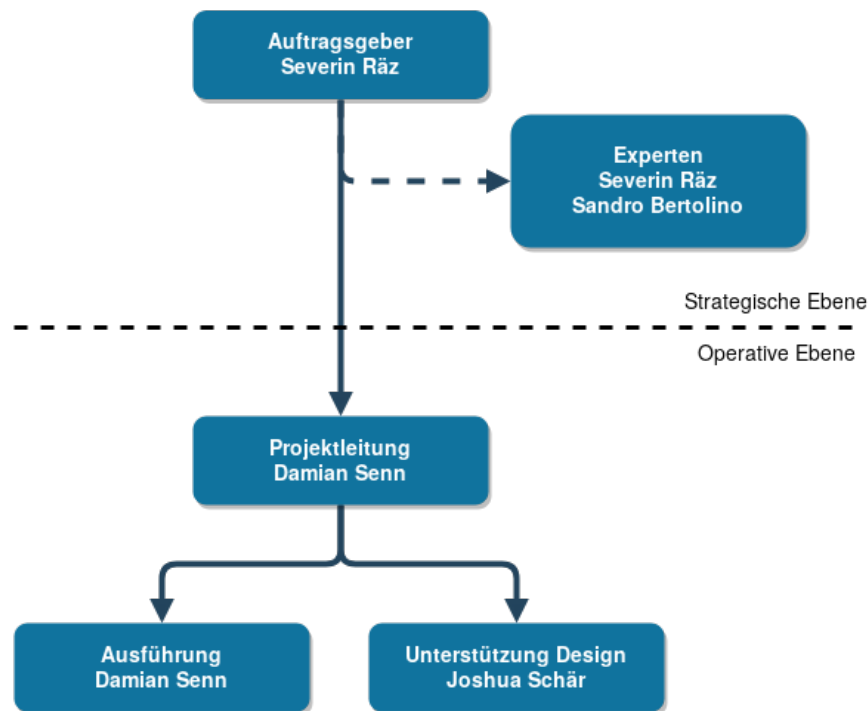 Auftragsgeber
Severin Räz
Experten
Severin Räz
Sandro Bertolino
Strategische Ebene
Operative Ebene
Projektleitung
Damian Senn
Ausführung
Damian Senn
Unterstützung Design
Joshua Schär